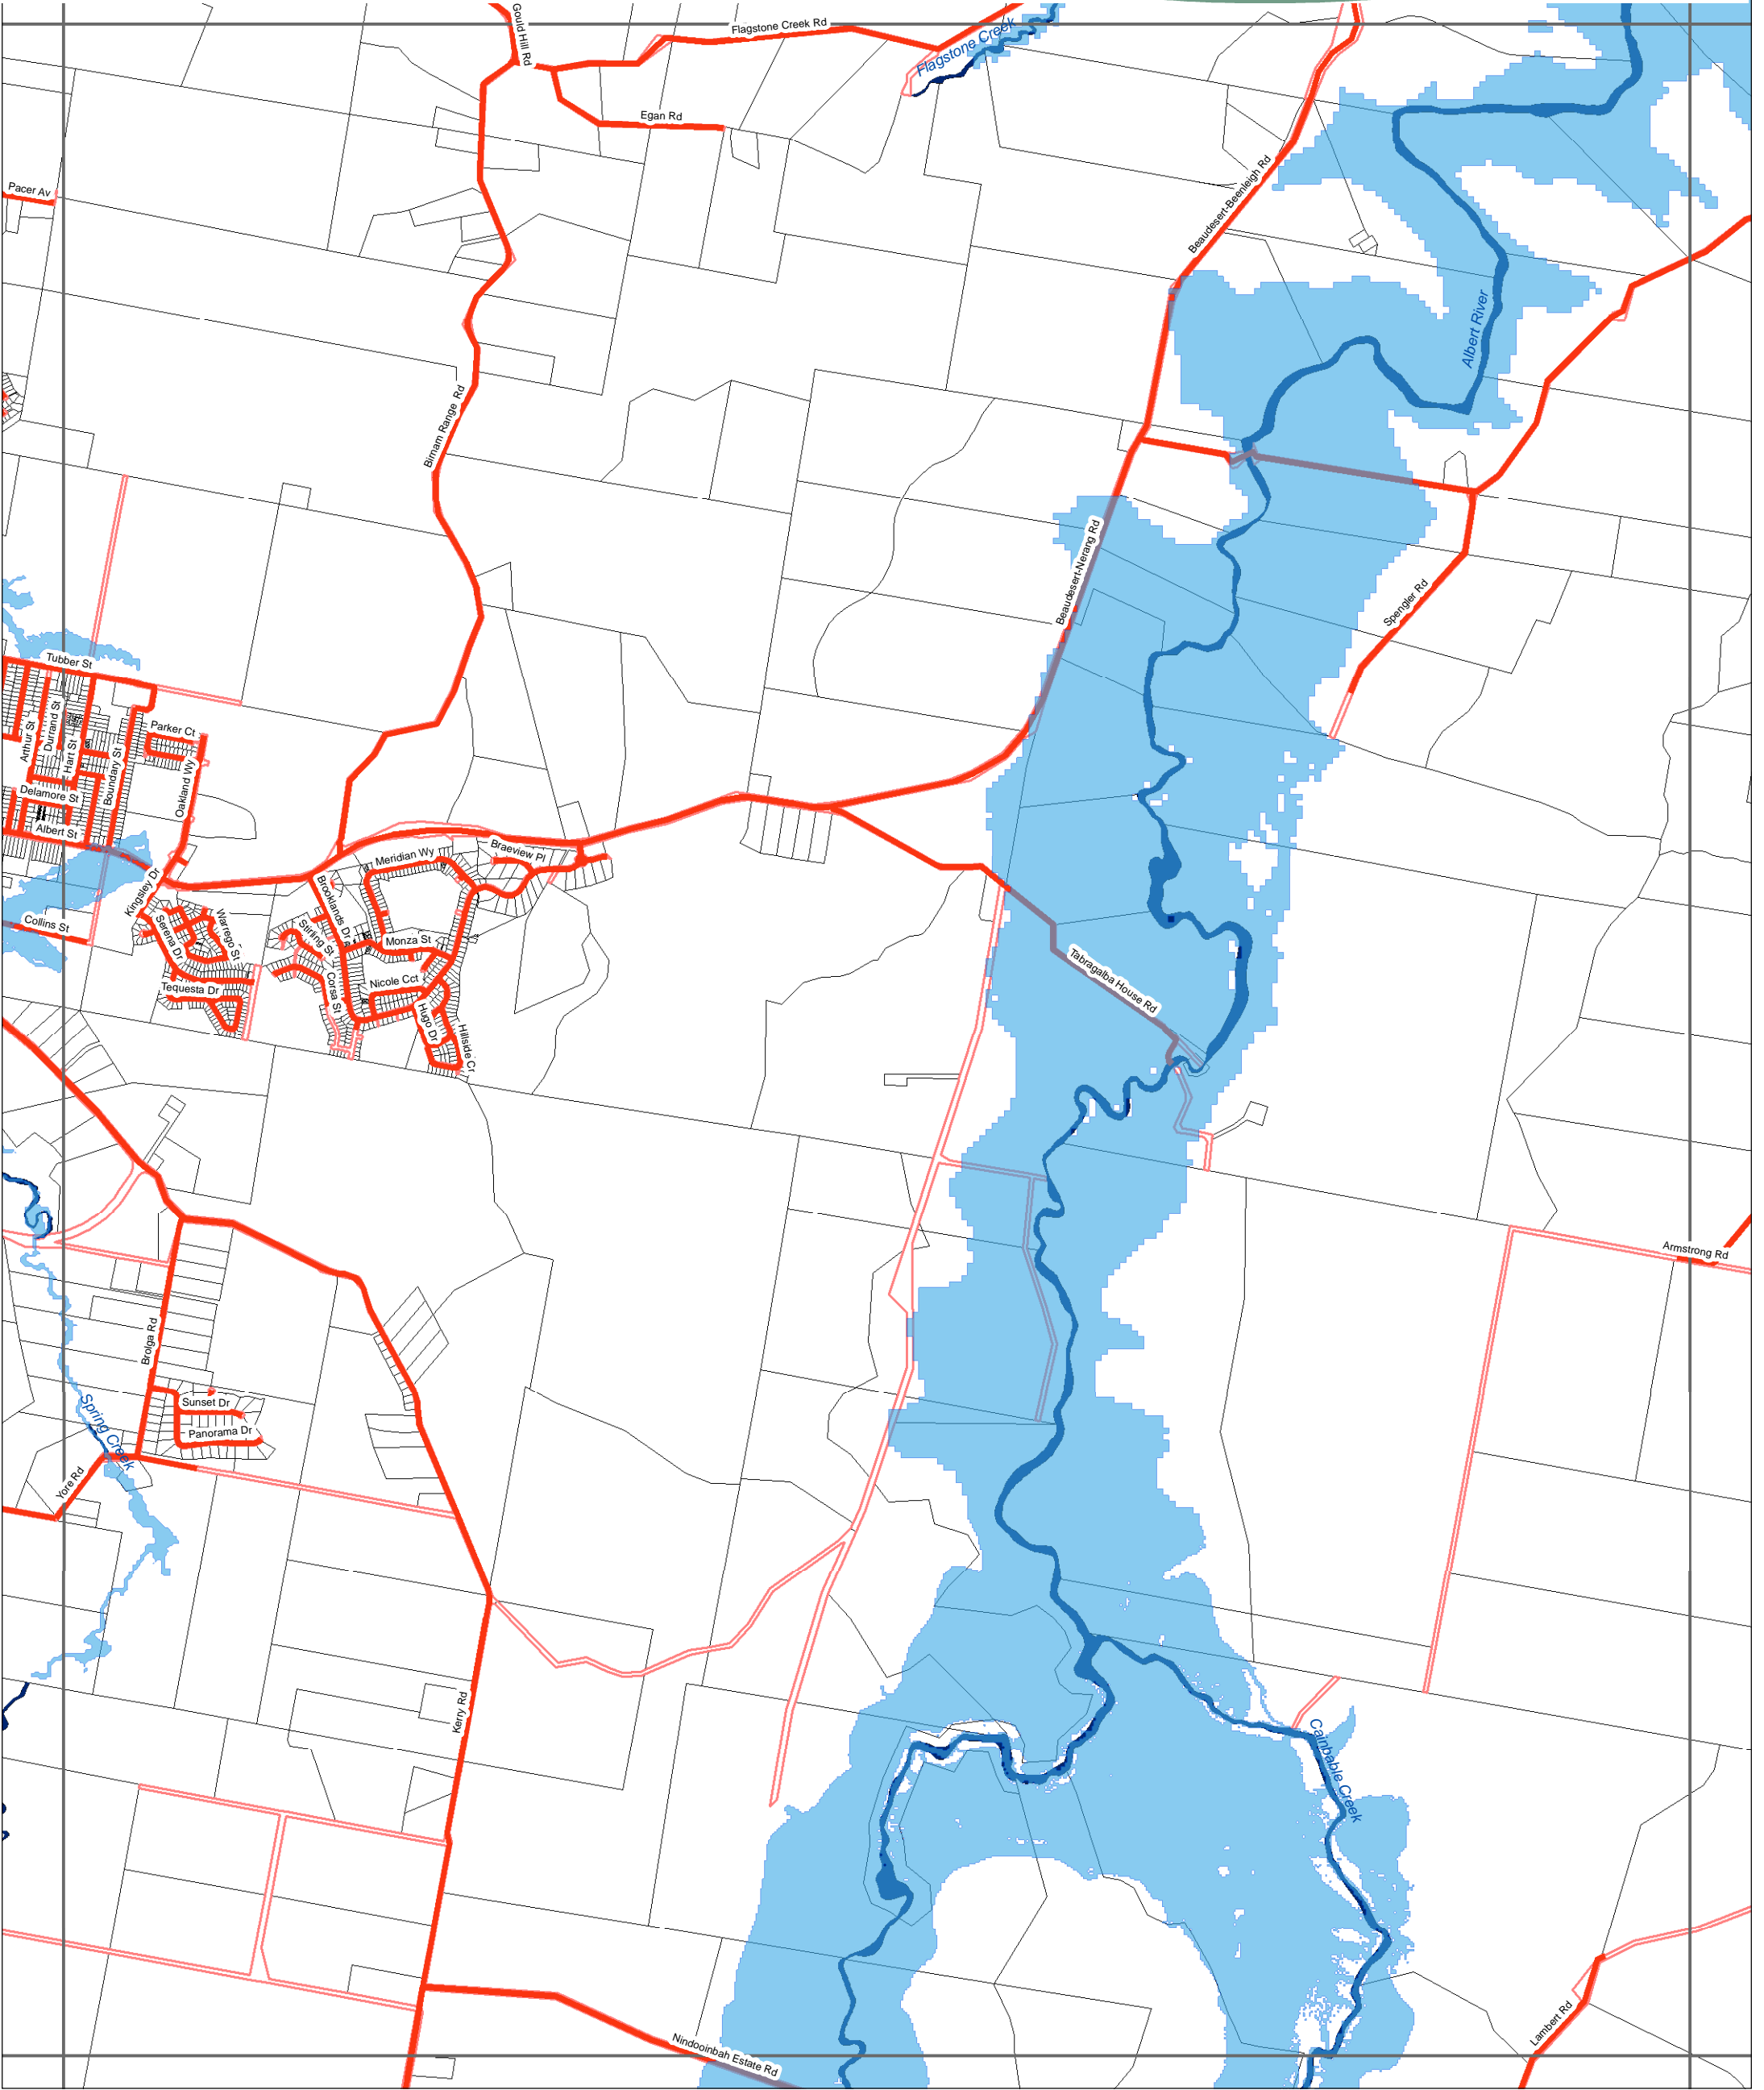 Gould Hill Rd
Flagstone Creek Rd
Flagstone Creek
Egan Rd
Pacer Av
Beaudesert-Beenleigh Rd
Albert River
Birnam Range Rd
Beaudesert-Nerang Rd
Spengler Rd
Tubber St
Arthur St
Durrand St
Hart St
Boundary St
Parker Ct
Oakland Wy
Delamore St
Albert St
Meridian Wy
Braeview Pl
Kingsley Dr
Collins St
Serena Dr
Warrego St
Brooklands Dr
Stirling St
Monza St
Corsa St
Nicole Cct
Tequesta Dr
Hugo Dr
Hillside Cr
Tabragalba House Rd
Armstrong Rd
Brolga Rd
Sunset Dr
Panorama Dr
Spring Creek
Yore Rd
Kerry Rd
Cainbable Creek
Lambert Rd
Nindooinbah Estate Rd